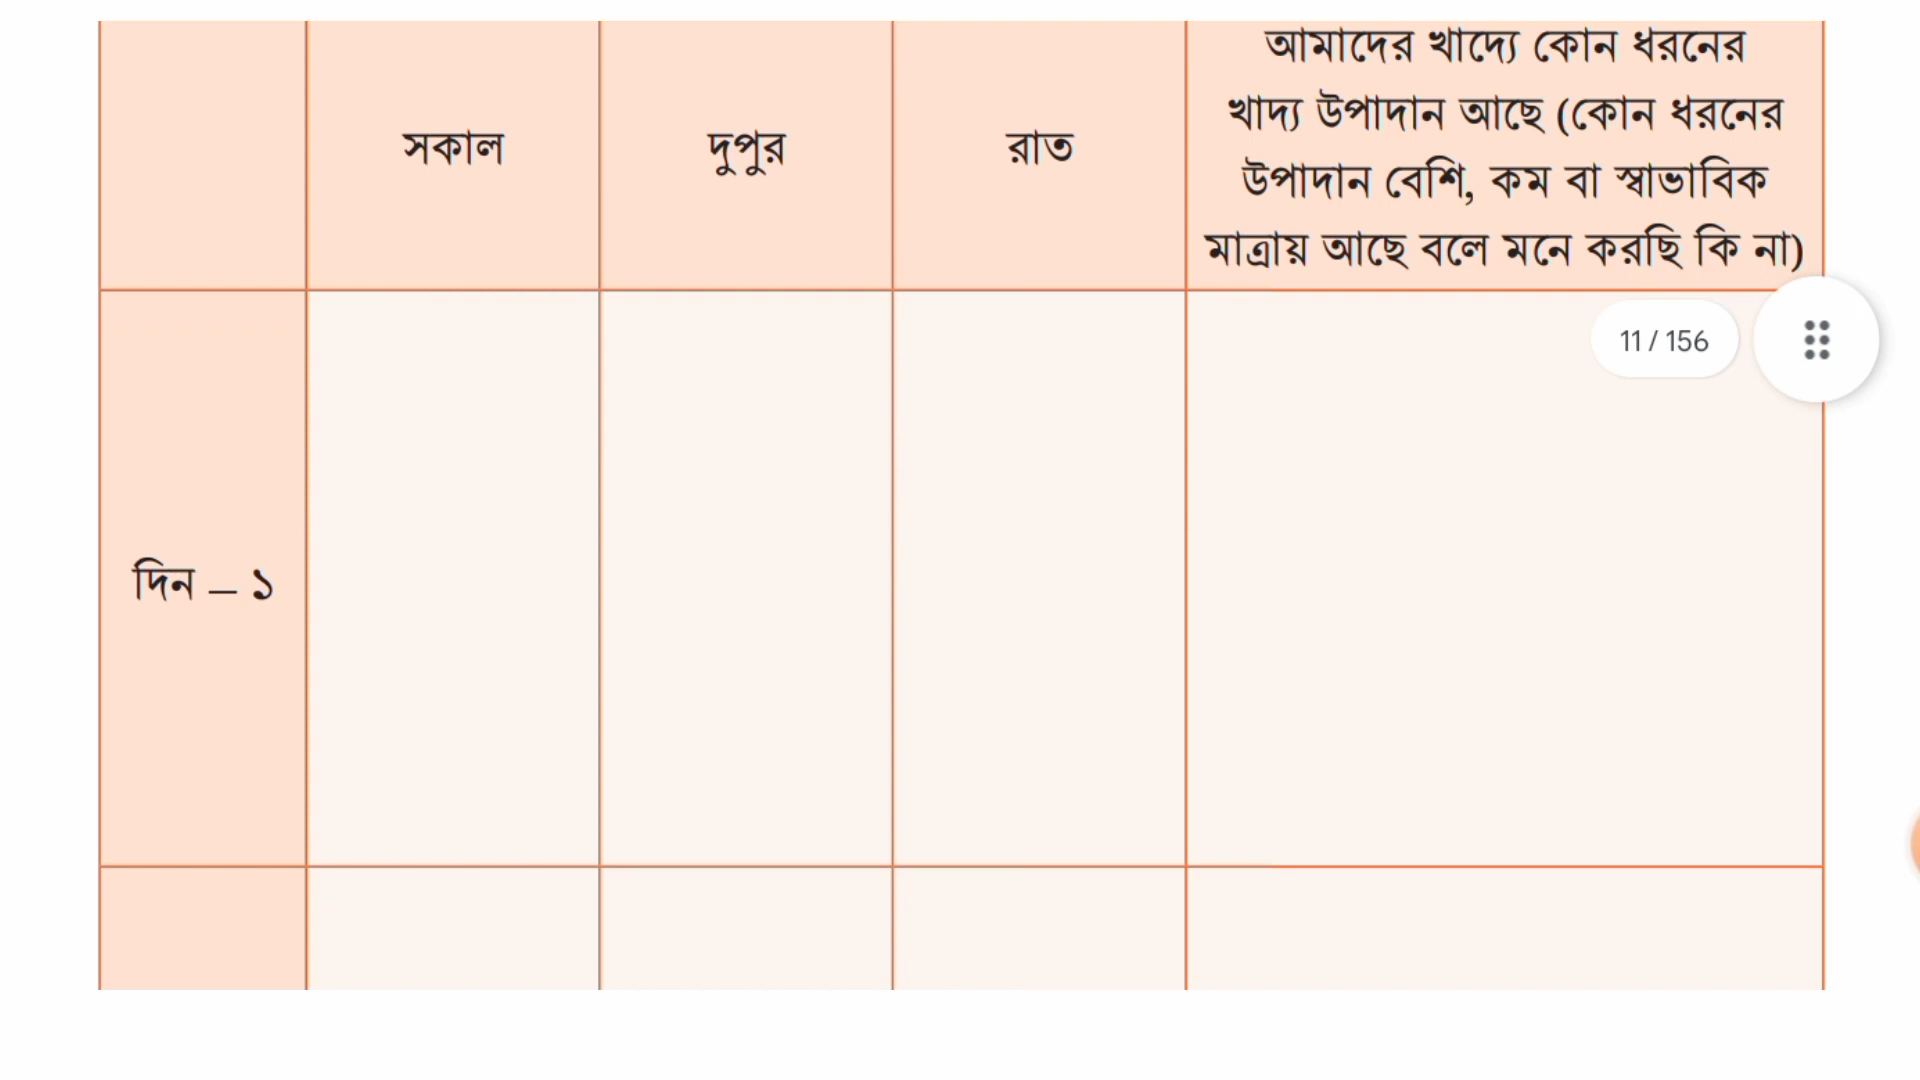 আমাদের খাদ্যে কোন ধরনের
খাদ্য উপাদান আছে (কোন ধরনের
উপাদান বেশি, কম বা স্বাভাবিক
মাত্রায় আছে বলে মনে করছি কি না)
সকাল
দুপুর
রাত
11 / 156
দিন – ১